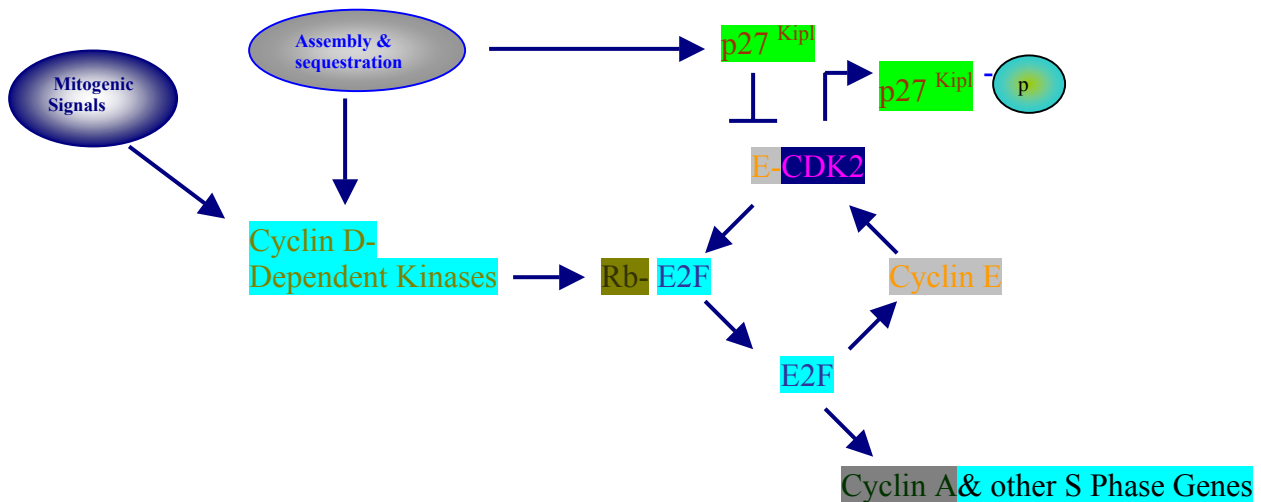 Assembly &
sequestration
p27 Kipl
Mitogenic
Signals
p27 Kipl -
p
E-CDK2
Cyclin D-
Dependent Kinases
Rb- E2F
Cyclin E
E2F
Cyclin A& other S Phase Genes